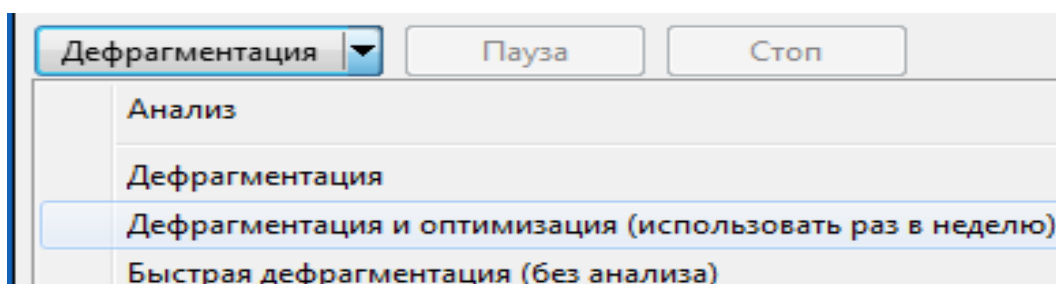 Дефрагментация Пауза Стоп
Анализ
Дефрагментация
Дефрагментация и оптимизация (использовать раз в неделю)
Быстрая дефрагментация (без анализа)